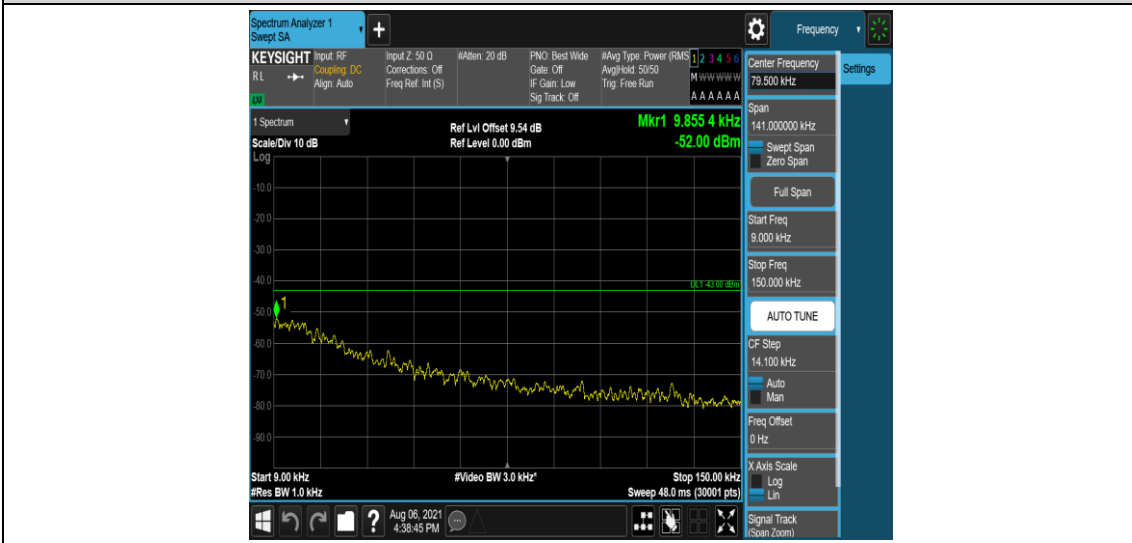 Spectrum Analyzer 1
Swept SA
+
Frequency
KEYSIGHT
RL
LXI
Input: RF
Coupling: DC
Align: Auto
Input Z: 50 Ω
Corrections: Off
Freq Ref: Int (S)
#Atten: 20 dB
PNO: Best Wide
Gate: Off
IF Gain: Low
Sig Track: Off
#Avg Type: Power (RMS
Avg|Hold: 50/50
Trig: Free Run
1 2 3 4 5 6
M W W W W W
A A A A A A
1 Spectrum
Scale/Div 10 dB
Ref Lvl Offset 9.54 dB
Ref Level 0.00 dBm
Mkr1 9.855 4 kHz
-52.00 dBm
Log
-10.0
-20.0
-30.0
-40.0
-50.0
-60.0
-70.0
-80.0
-90.0
DL1 -43.00 dBm
1
Start 9.00 kHz
#Res BW 1.0 kHz
#Video BW 3.0 kHz*
Stop 150.00 kHz
Sweep 48.0 ms (30001 pts)
Center Frequency
79.500 kHz
Settings
Span
141.000000 kHz
Swept Span
Zero Span
Full Span
Start Freq
9.000 kHz
Stop Freq
150.000 kHz
AUTO TUNE
CF Step
14.100 kHz
Auto
Man
Freq Offset
0 Hz
X Axis Scale
Log
Lin
Signal Track
(Span Zoom)
?
Aug 06, 2021
4:38:45 PM